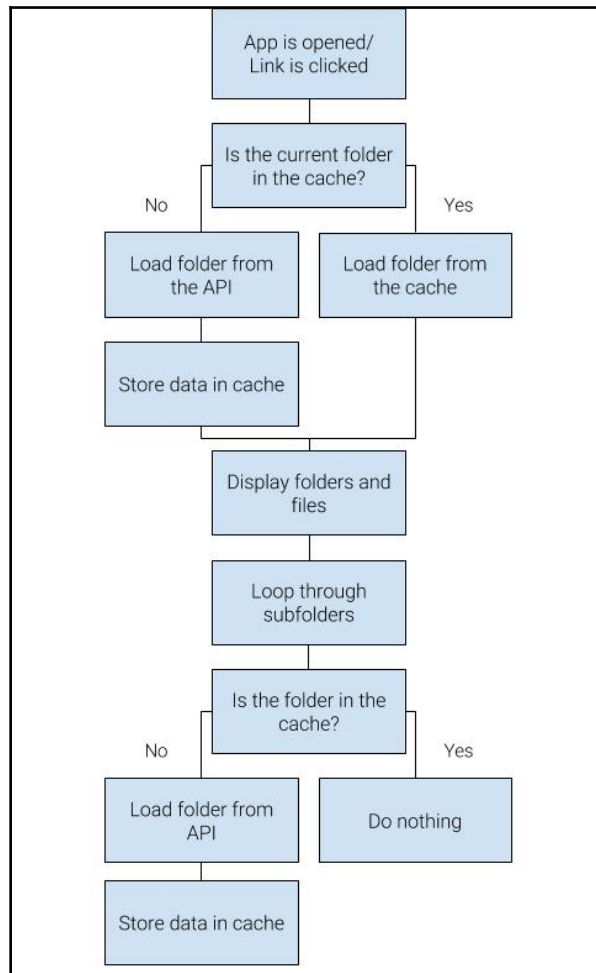 App is opened/
Link is clicked
Is the current folder
in the cache?
No
Yes
Load folder from
the API
Load folder from
the cache
Store data in cache
Display folders and
files
Loop through
subfolders
Is the folder in the
cache?
No
Yes
Load folder from
API
Do nothing
Store data in cache